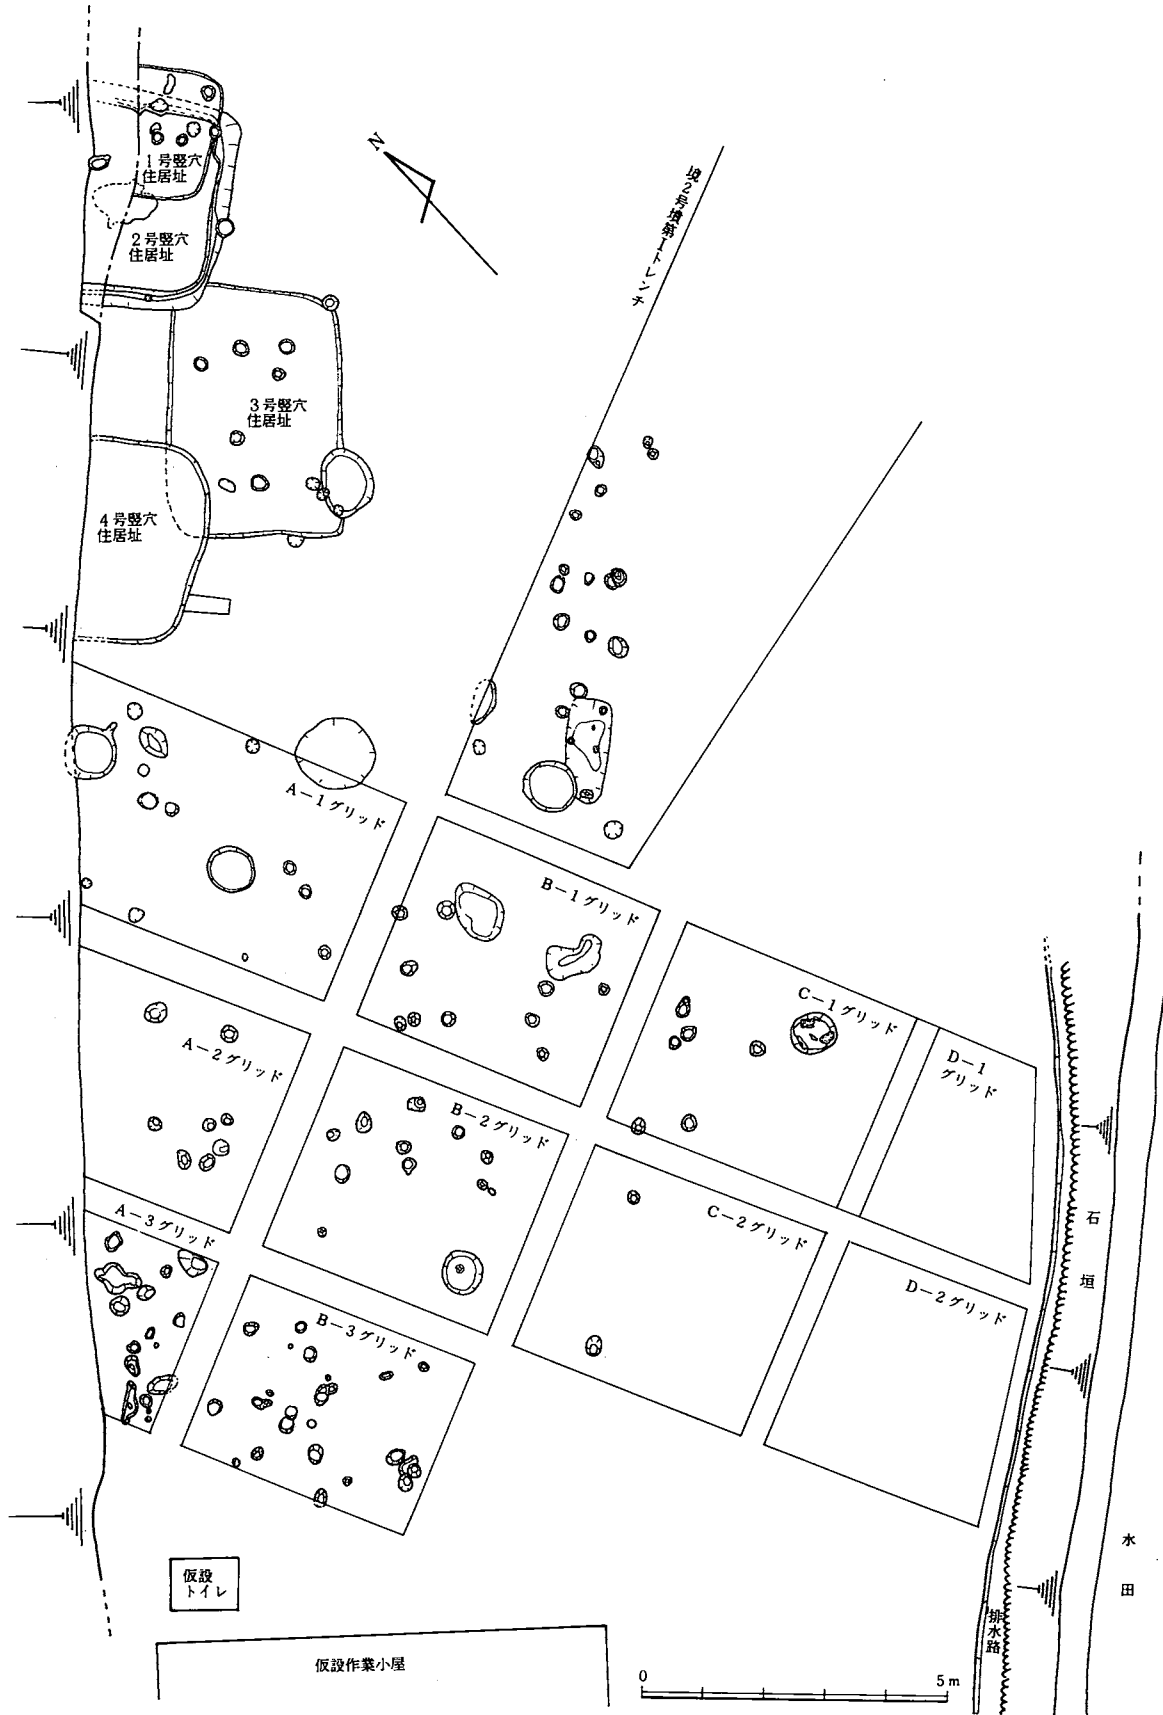 1号竪穴
住居址
2号竪穴
住居址
N
境2号墳第Iトレンチ
3号竪穴
住居址
4号竪穴
住居址
A-1グリッド
B-1グリッド
C-1グリッド
D-1
グリッド
A-2グリッド
B-2グリッド
C-2グリッド
D-2グリッド
A-3グリッド
B-3グリッド
石垣
水田
排水路
仮設
トイレ
仮設作業小屋
0
5m